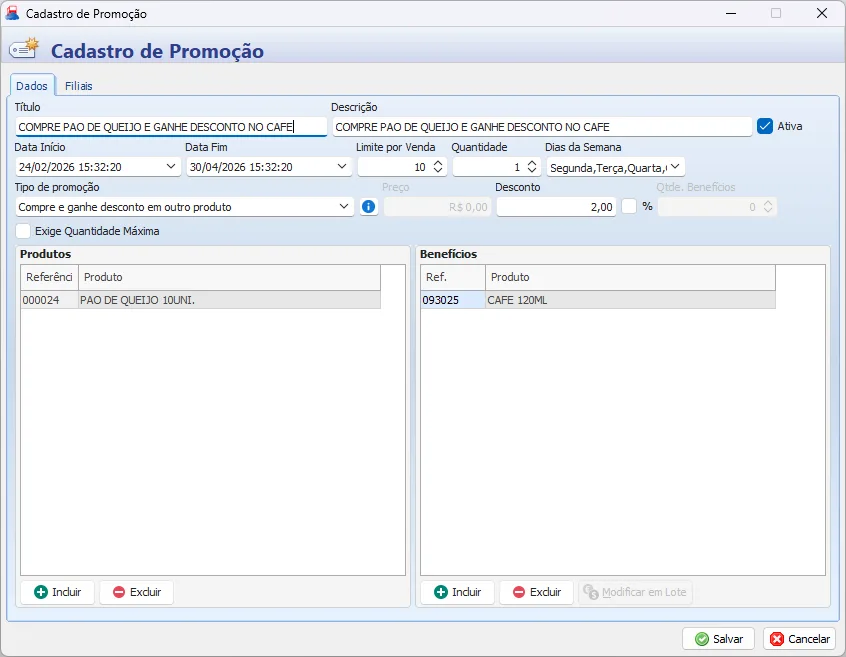 Cadastro de Promoção
Cadastro de Promoção
Dados Filiais
Título Descrição
COMPRE PAO DE QUEIJO E GANHE DESCONTO NO CAFE COMPRE PAO DE QUEIJO E GANHE DESCONTO NO CAFE Ativa
Data Início Data Fim Limite por Venda Quantidade Dias da Semana
24/02/2026 15:32:20 30/04/2026 15:32:20 10 1 Segunda,Terça,Quarta,
Tipo de promoção Preço Desconto Qtde. Benefícios
Compre e ganhe desconto em outro produto R$ 0,00 2,00 % 0
Exige Quantidade Máxima
Produtos Benefícios
Referênci Produto Ref. Produto
000024 PAO DE QUEIJO 10UNI. 093025 CAFE 120ML
Incluir Excluir Incluir Excluir Modificar em Lote
Salvar Cancelar